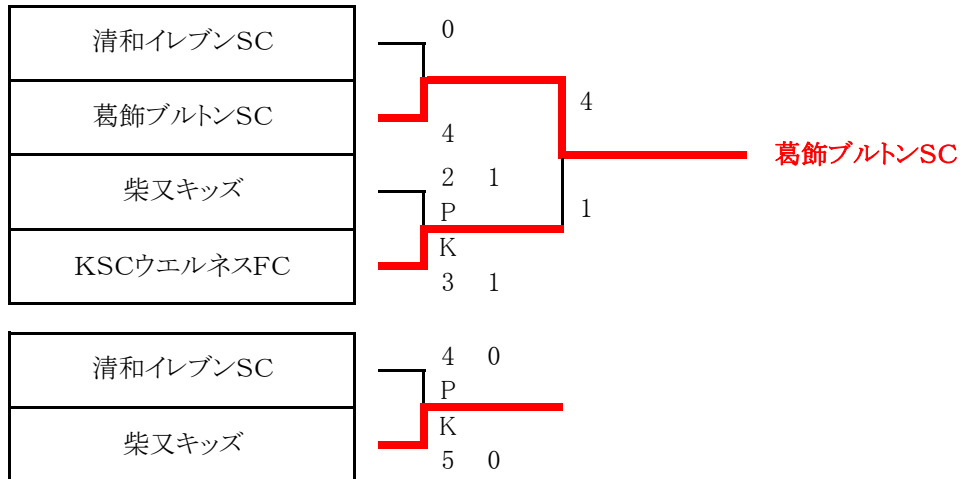 清和イレブンSC
0
葛飾ブルトンSC
4
4
葛飾ブルトンSC
柴又キッズ
2 1
P
K
1
KSCウエルネスFC
3 1
清和イレブンSC
4 0
P
K
柴又キッズ
5 0